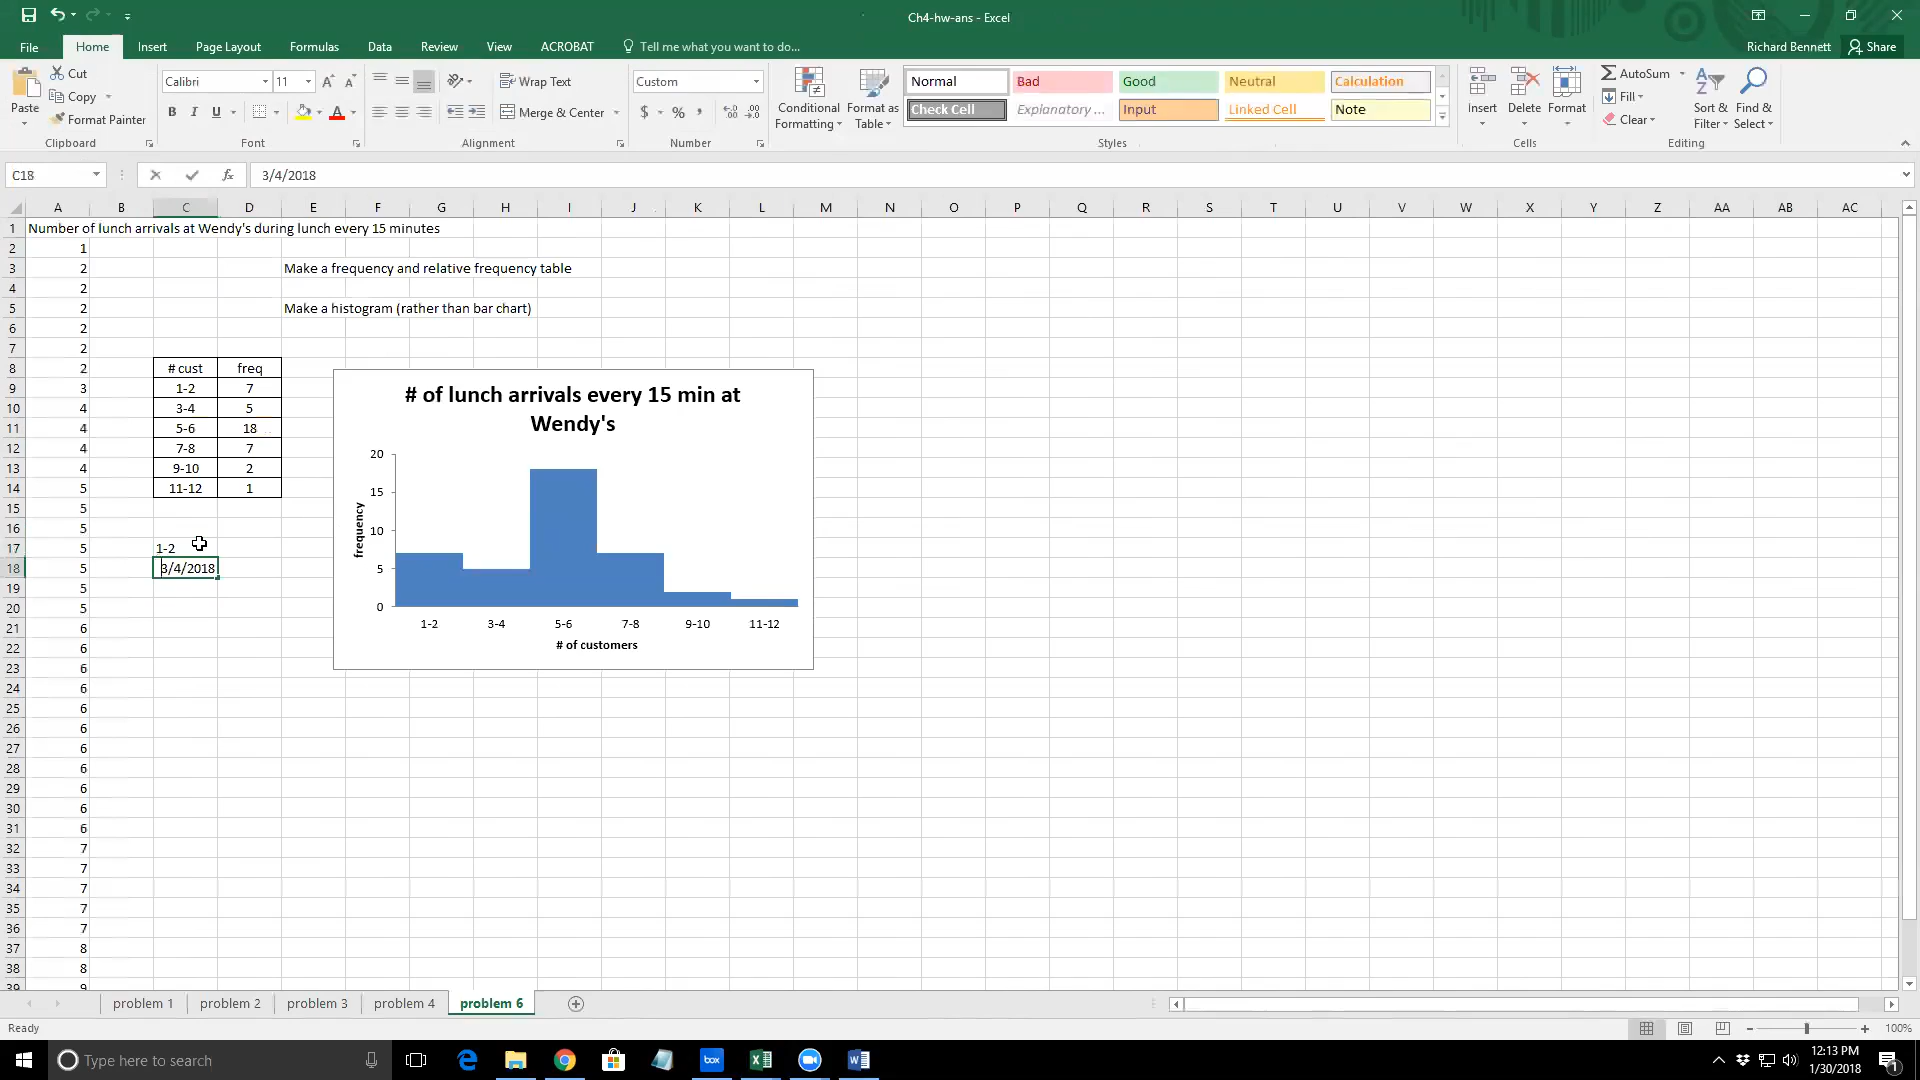 Ch4-hw-ans - Excel
File Home Insert Page Layout Formulas Data Review View ACROBAT Tell me what you want to do... Richard Bennett Share
Paste Cut Copy Format Painter
Calibri 11 B I U A
Wrap Text Merge & Center
Custom $ % ,
Conditional Formatting Format as Table
Normal Bad Good Neutral Calculation
Check Cell Explanatory ... Input Linked Cell Note
Insert Delete Format
AutoSum Fill Clear Sort & Filter Find & Select
Clipboard Font Alignment Number Styles Cells Editing
C18 fx 3/4/2018
A B C D E F G H I J K L M N O P Q R S T U V W X Y Z AA AB AC
1 Number of lunch arrivals at Wendy's during lunch every 15 minutes
2 1
3 2 Make a frequency and relative frequency table
4 2
5 2 Make a histogram (rather than bar chart)
6 2
7 2
8 2 # cust freq
9 3 1-2 7
10 4 3-4 5
11 4 5-6 18
12 4 7-8 7
13 4 9-10 2
14 5 11-12 1
15 5
16 5
17 5 1-2
18 5 3/4/2018
19 5
20 5
21 6
22 6
23 6
24 6
25 6
26 6
27 6
28 6
29 6
30 6
31 6
32 7
33 7
34 7
35 7
36 7
37 8
38 8
39 9
# of lunch arrivals every 15 min at
Wendy's
20
15
10
5
0
frequency
1-2 3-4 5-6 7-8 9-10 11-12
# of customers
problem 1 problem 2 problem 3 problem 4 problem 6
Ready 100%
Type here to search
box
12:13 PM
1/30/2018
1